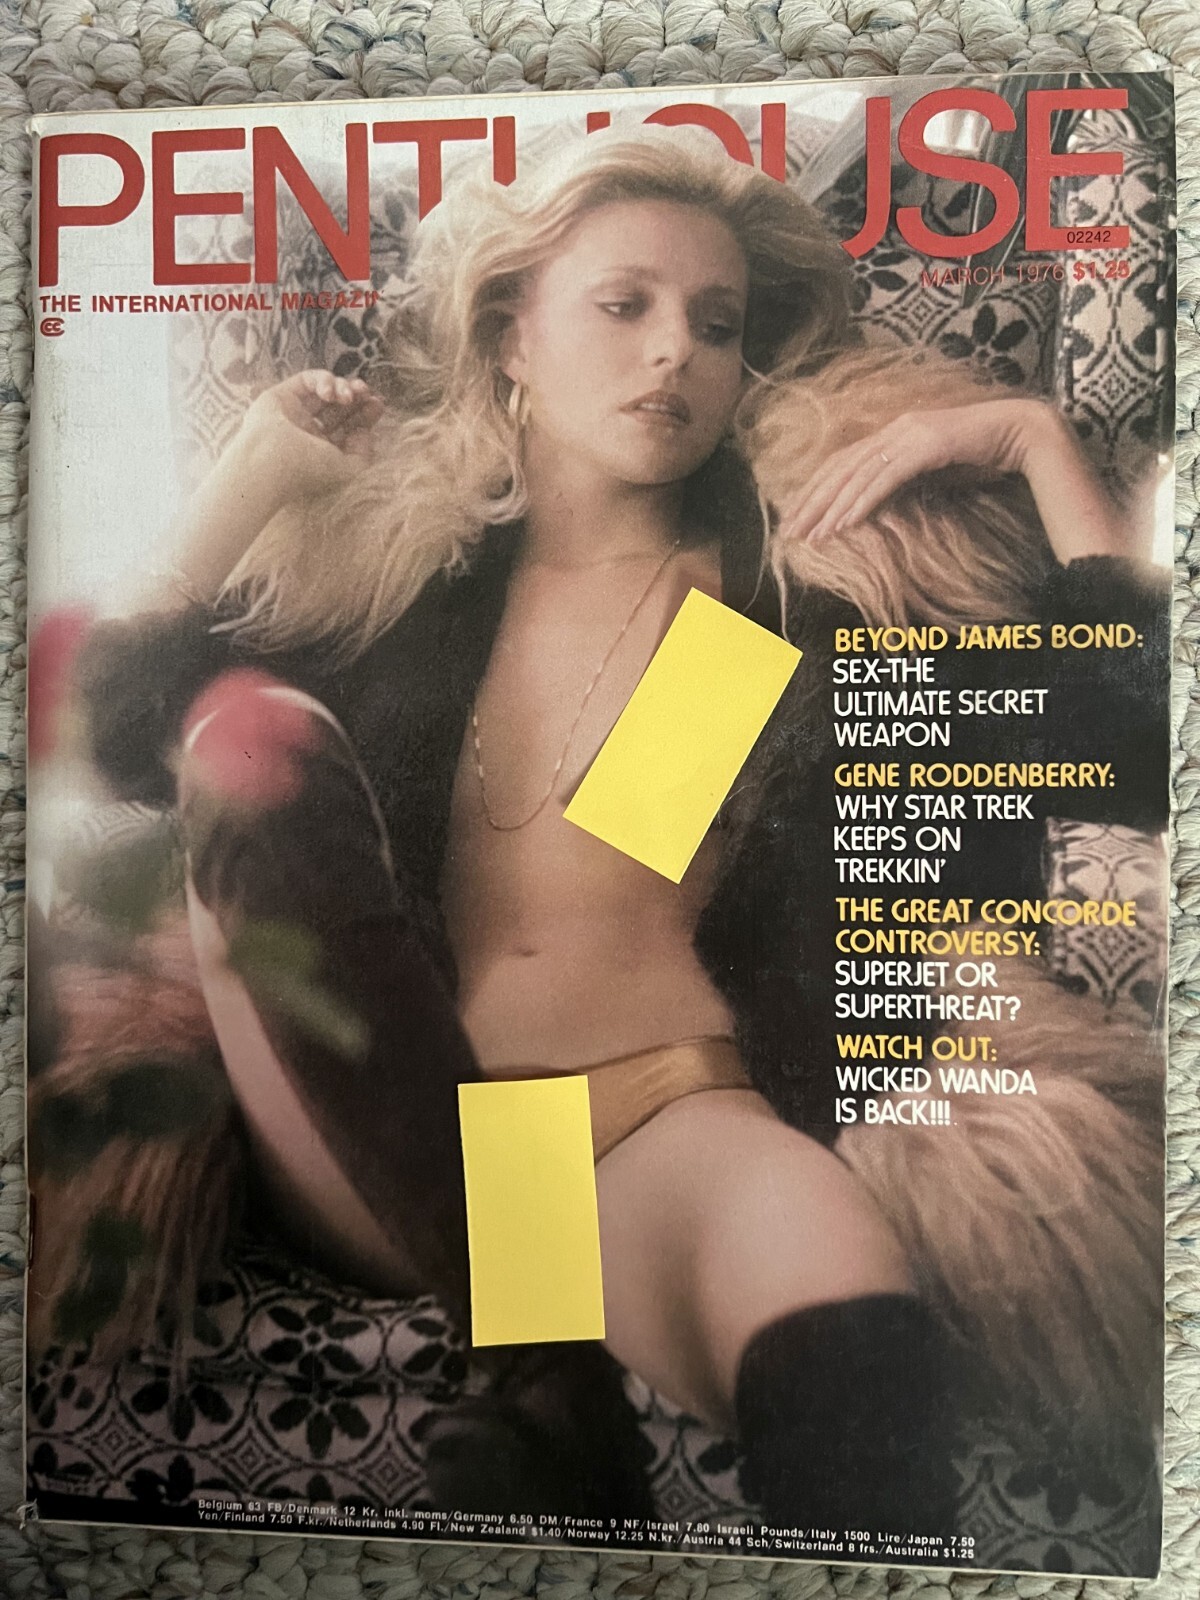 PENTHOUSE
02242
THE INTERNATIONAL MAGAZIN
MARCH 1976 $1.25
CC
BEYOND JAMES BOND:
SEX-THE
ULTIMATE SECRET
WEAPON
GENE RODDENBERRY:
WHY STAR TREK
KEEPS ON
TREKKIN'
THE GREAT CONCORDE
CONTROVERSY:
SUPERJET OR
SUPERTHREAT?
WATCH OUT:
WICKED WANDA
IS BACK!!!
Belgium 63 FB/Denmark 12 Kr. inkl. moms/Germany 6.50 DM/France 9 NF/Israel 7.60 Israeli Pounds/Italy 1500 Lire/Japan 7.50
Yen/Finland 7.50 F.kr./Netherlands 4.90 Fl./New Zealand $1.40/Norway 12.25 N.kr./Austria 44 Sch/Switzerland 8 frs./Australia $1.25